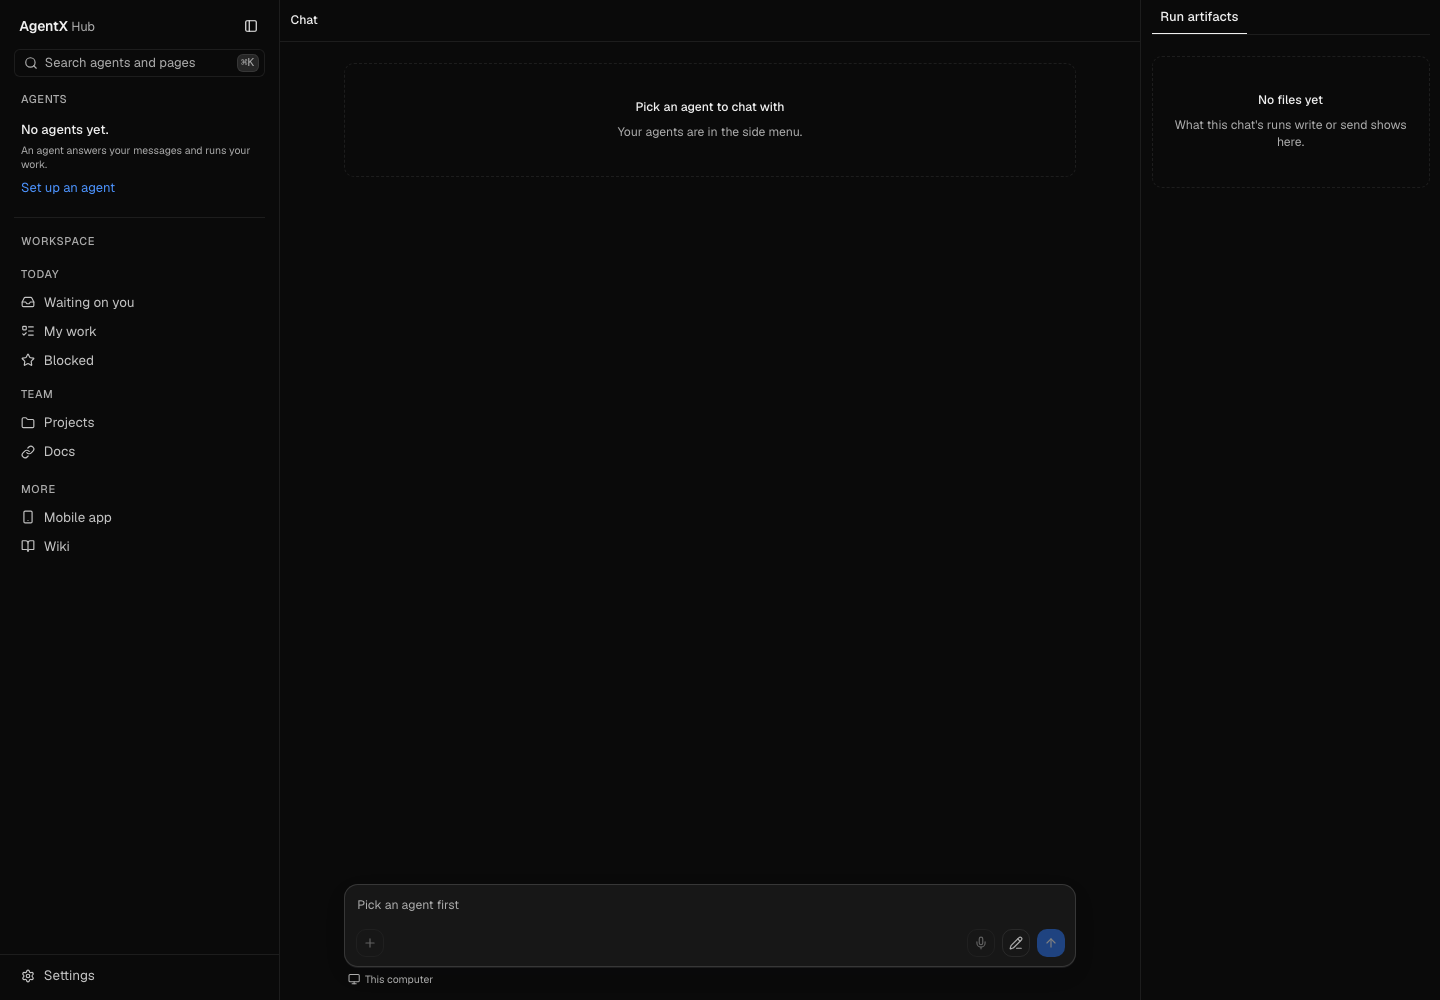 AgentX Hub
Search agents and pages
⌘K
AGENTS
No agents yet.
An agent answers your messages and runs your
work.
Set up an agent
WORKSPACE
TODAY
Waiting on you
My work
Blocked
TEAM
Projects
Docs
MORE
Mobile app
Wiki
Settings
Chat
Pick an agent to chat with
Your agents are in the side menu.
Pick an agent first
This computer
Run artifacts
No files yet
What this chat's runs write or send shows
here.